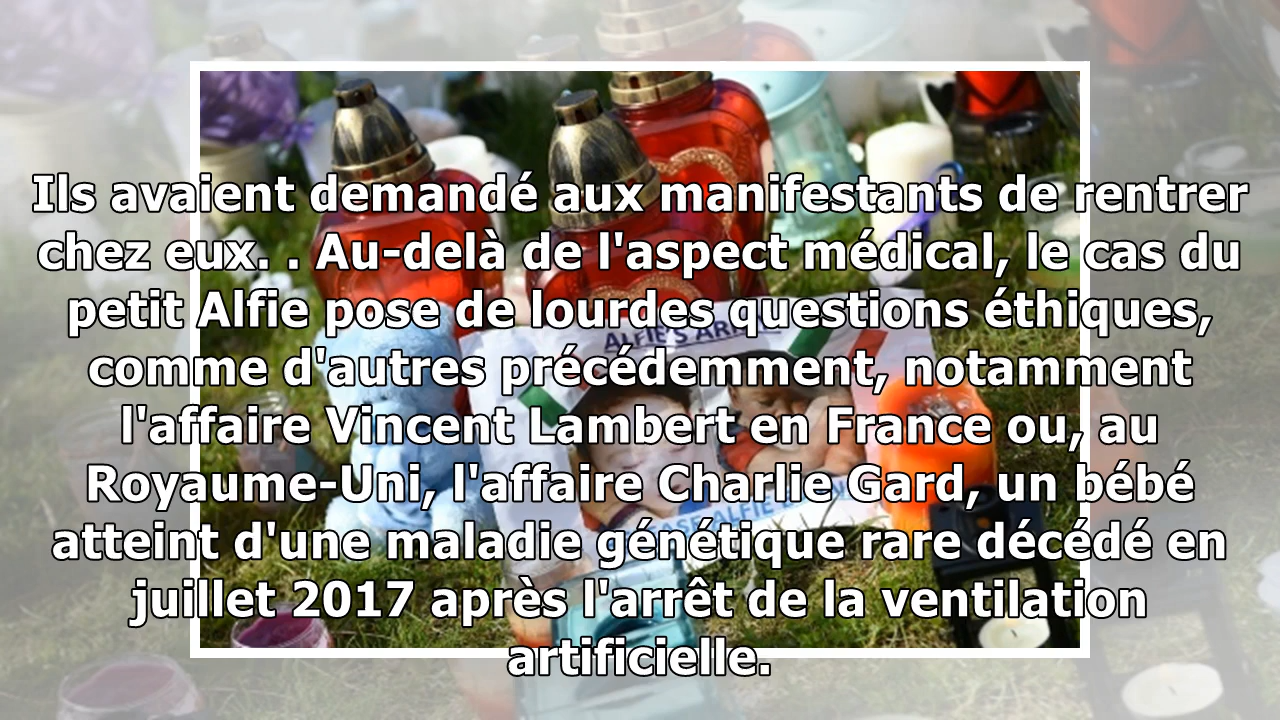 Ils avaient demandé aux manifestants de rentrer
chez eux. . Au-delà de l'aspect médical, le cas du
petit Alfie pose de lourdes questions éthiques,
comme d'autres précédemment, notamment
l'affaire Vincent Lambert en France ou, au
Royaume-Uni, l'affaire Charlie Gard, un bébé
atteint d'une maladie génétique rare décédé en
juillet 2017 après l'arrêt de la ventilation
artificielle.
ALFIE'S
ALFIE